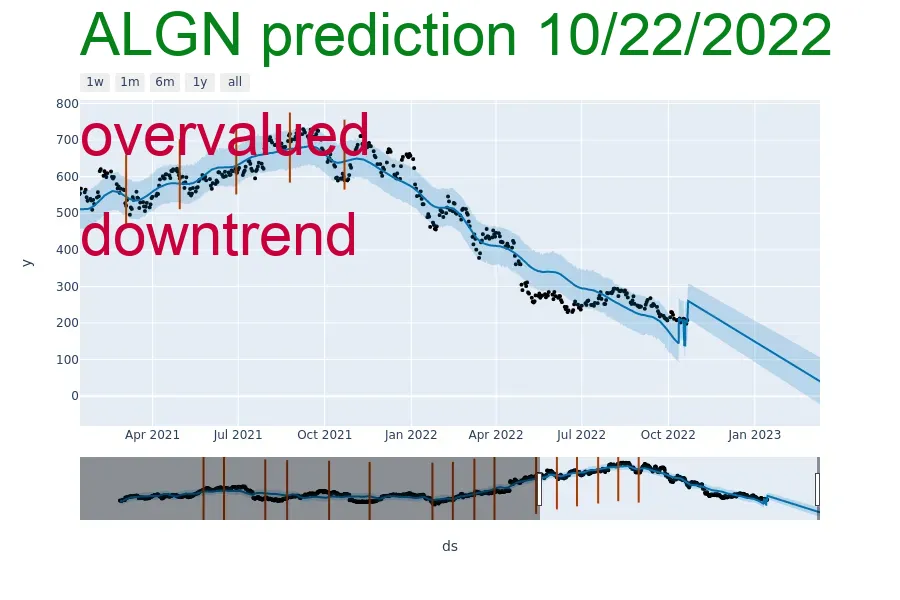 ALGN prediction 10/22/2022
1w 1m 6m 1y all
800
overvalued
700
600
500
downtrend
400
y
300
200
100
0
Apr 2021 Jul 2021 Oct 2021 Jan 2022 Apr 2022 Jul 2022 Oct 2022 Jan 2023
ds